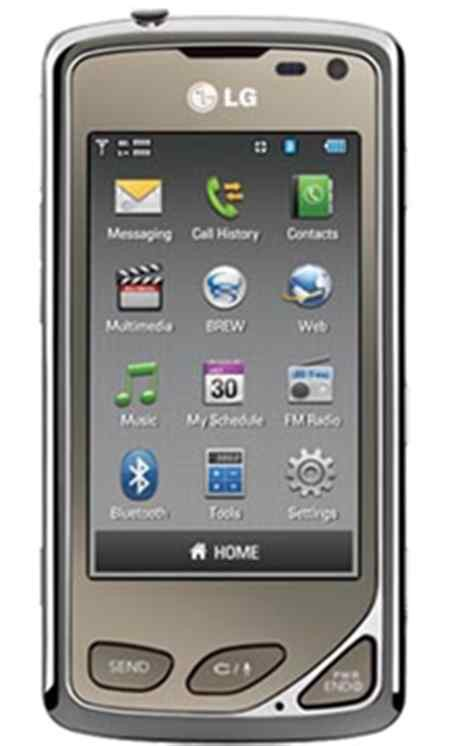 LG
Messaging Call History Contacts
Multimedia BREW Web
30
Music My Schedule FM Radio
Bluetooth Tools Settings
HOME
SEND
PWR
END